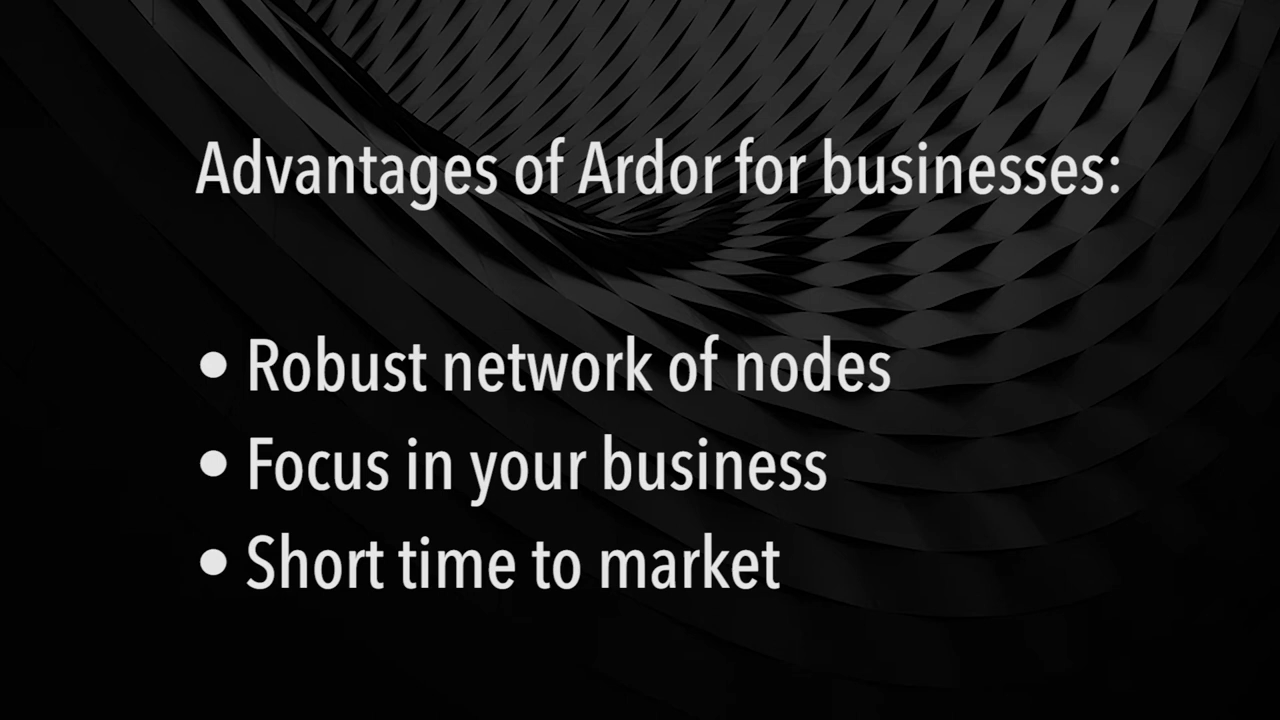 Advantages of Ardor for businesses:
• Robust network of nodes
• Focus in your business
• Short time to market